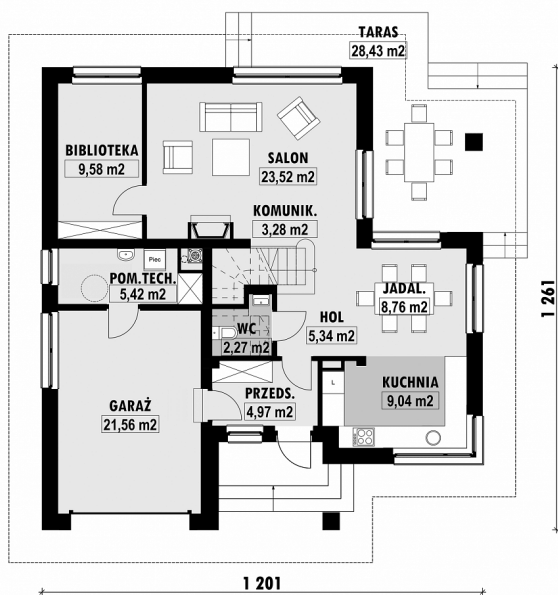 TARAS
28,43 m2
BIBLIOTEKA
9,58 m2
SALON
23,52 m2
KOMUNIK.
3,28 m2
Piec
POM.TECH.
5,42 m2
JADAL.
8,76 m2
HOL
5,34 m2
WC
2,27 m2
L
KUCHNIA
9,04 m2
PRZEDS.
4,97 m2
GARAŻ
21,56 m2
1 261
1 201